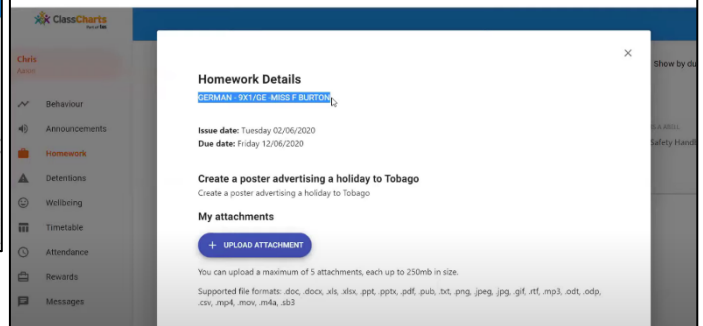 ClassCharts
Chris
Behaviour
Announcements
Homework
Detentions
Wellbeing
Timetable
Attendance
Rewards
Messages
Homework Details
GERMAN - 9X1/GE -MISS F BURTON
Issue date: Tuesday 02/06/2020
Due date: Friday 12/06/2020
Create a poster advertising a holiday to Tobago
Create a poster advertising a holiday to Tobago
My attachments
+ UPLOAD ATTACHMENT
You can upload a maximum of 5 attachments, each up to 250mb in size.
Supported file formats: .doc, .docx, .xls, .xlsx, .ppt, .pptx, .pdf, .pub, .txt, .png, .jpeg, .jpg, .gif, .rtf, .mp3, .odt, .odp,
.csv, .mp4, .mov, .m4a, .sb3
Show by du
Safety Handl